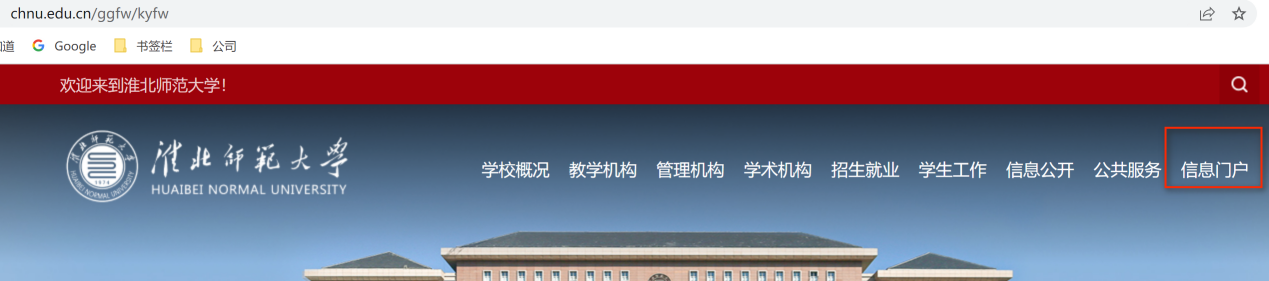 chnu.edu.cn/ggfw/kyfw
Google 书签栏 公司
欢迎来到淮北师范大学！
淮北师范大学
HUAIBEI NORMAL UNIVERSITY
学校概况 教学机构 管理机构 学术机构 招生就业 学生工作 信息公开 公共服务 信息门户